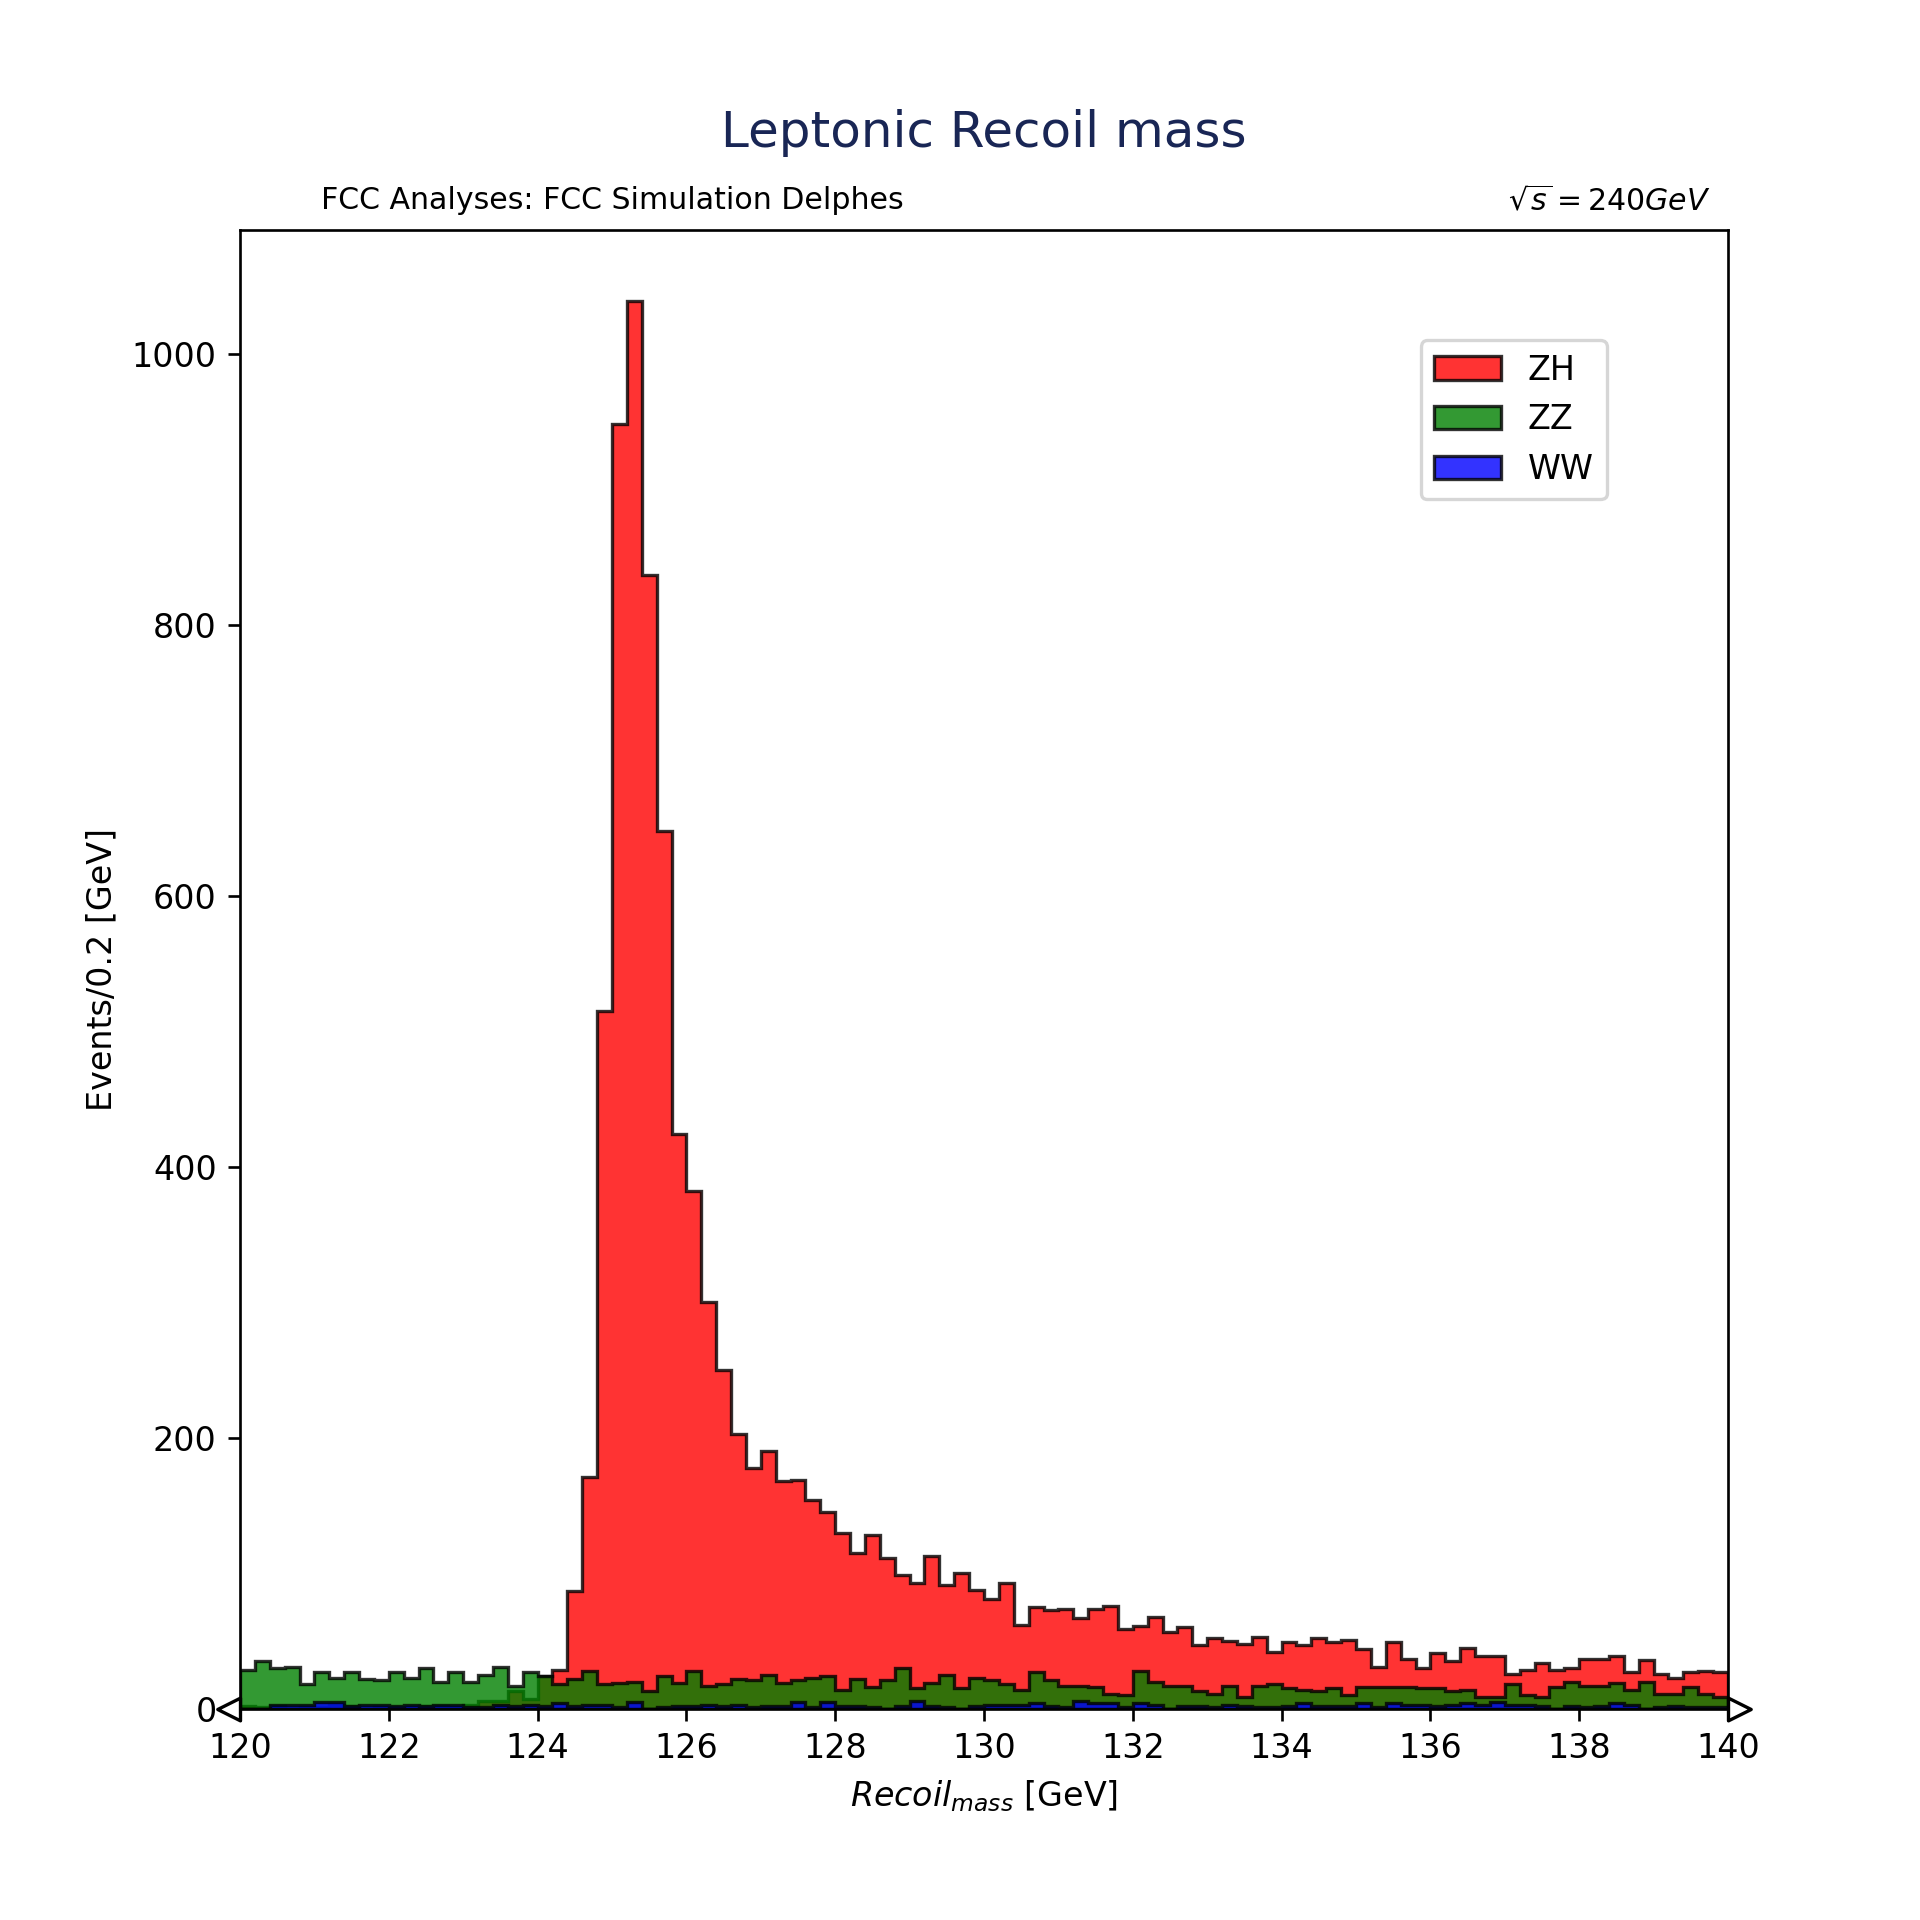 Leptonic Recoil mass
FCC Analyses: FCC Simulation Delphes
√s = 240GeV
ZH
ZZ
WW
1000
800
600
400
200
0
Events/0.2 [GeV]
120 122 124 126 128 130 132 134 136 138 140
Recoil_mass [GeV]